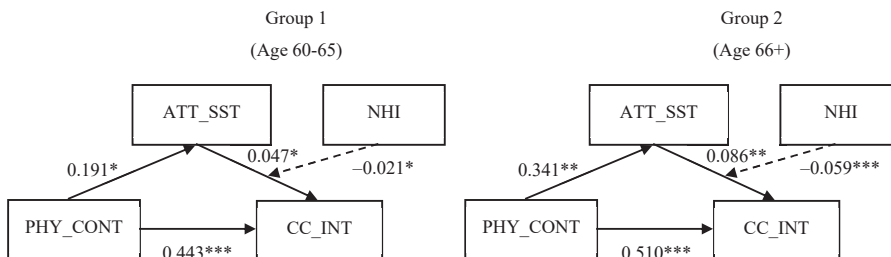 Group 1
(Age 60-65)
ATT_SST
NHI
0.191*
0.047*
–0.021*
PHY_CONT
CC_INT
0.443***
Group 2
(Age 66+)
ATT_SST
NHI
0.341**
0.086**
–0.059***
PHY_CONT
CC_INT
0.510***